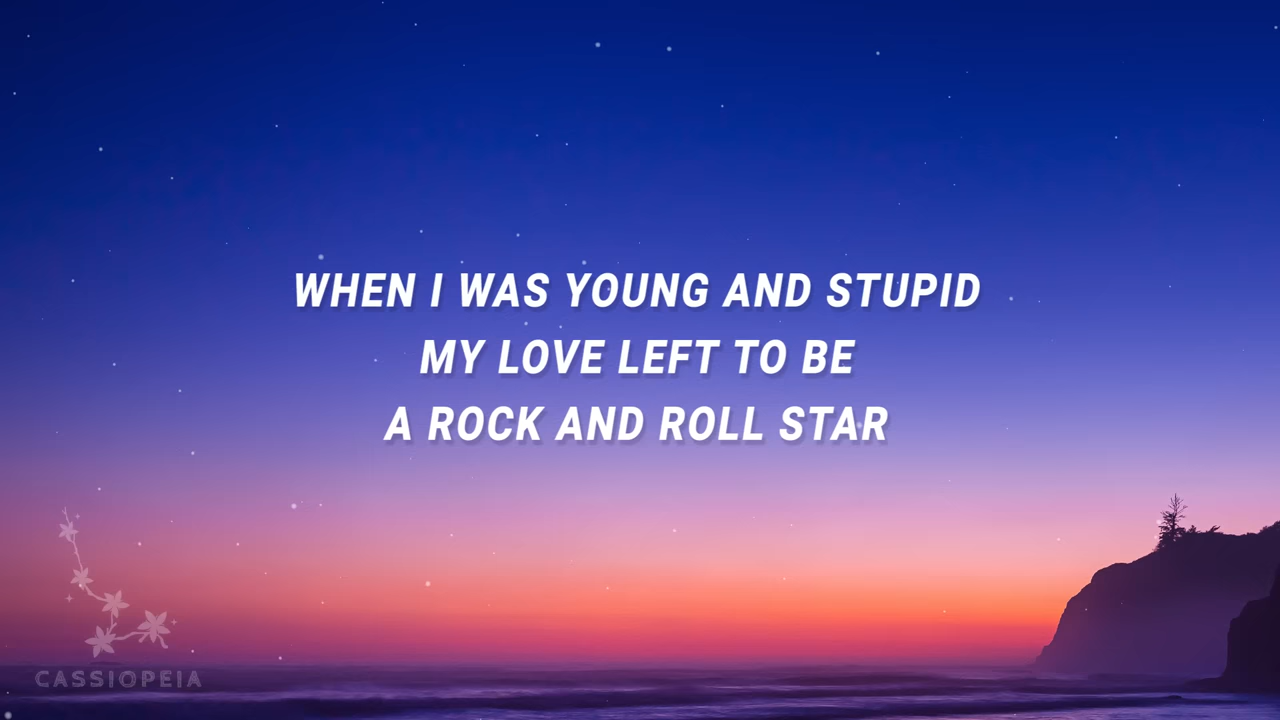 WHEN I WAS YOUNG AND STUPID
MY LOVE LEFT TO BE
A ROCK AND ROLL STAR
CASSIOPEIA